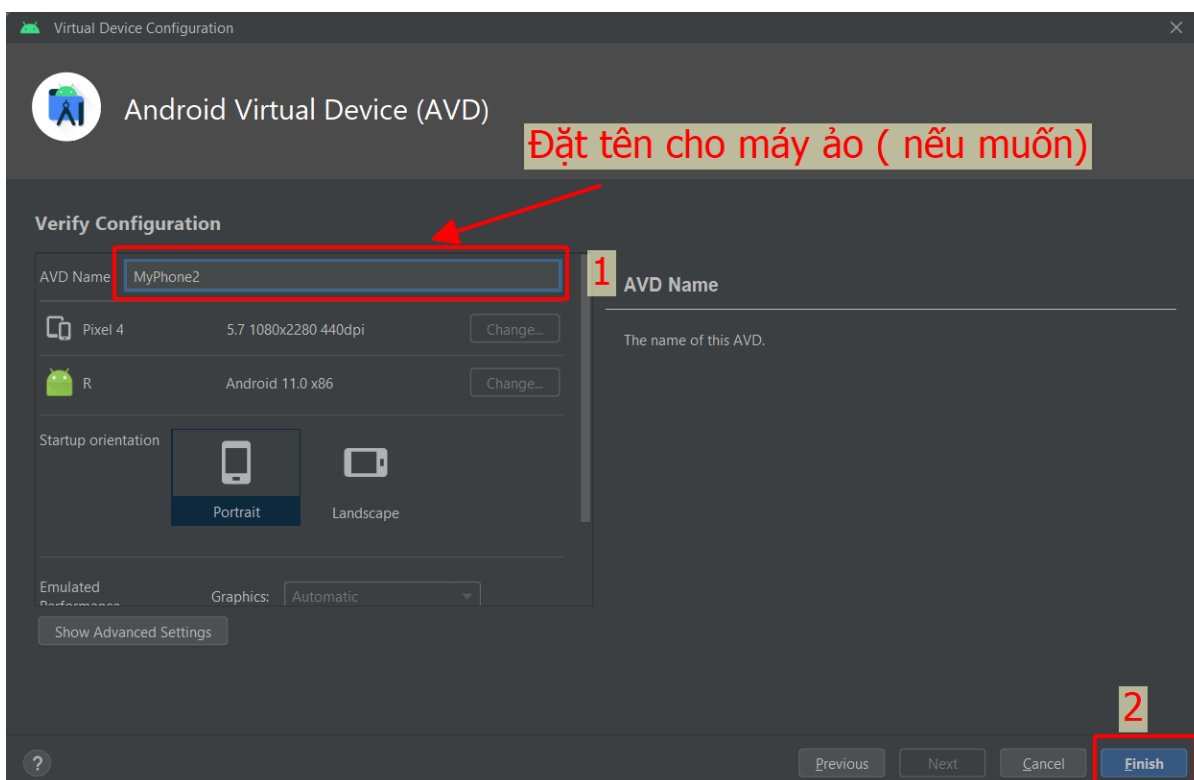 Virtual Device Configuration
Android Virtual Device (AVD)
Đặt tên cho máy ảo ( nếu muốn)
Verify Configuration
AVD Name MyPhone2
1
AVD Name
Pixel 4 5.7 1080x2280 440dpi Change...
The name of this AVD.
R Android 11.0 x86 Change...
Startup orientation
Portrait Landscape
Emulated
Performance
Graphics: Automatic
Show Advanced Settings
2
?
Previous Next Cancel Finish